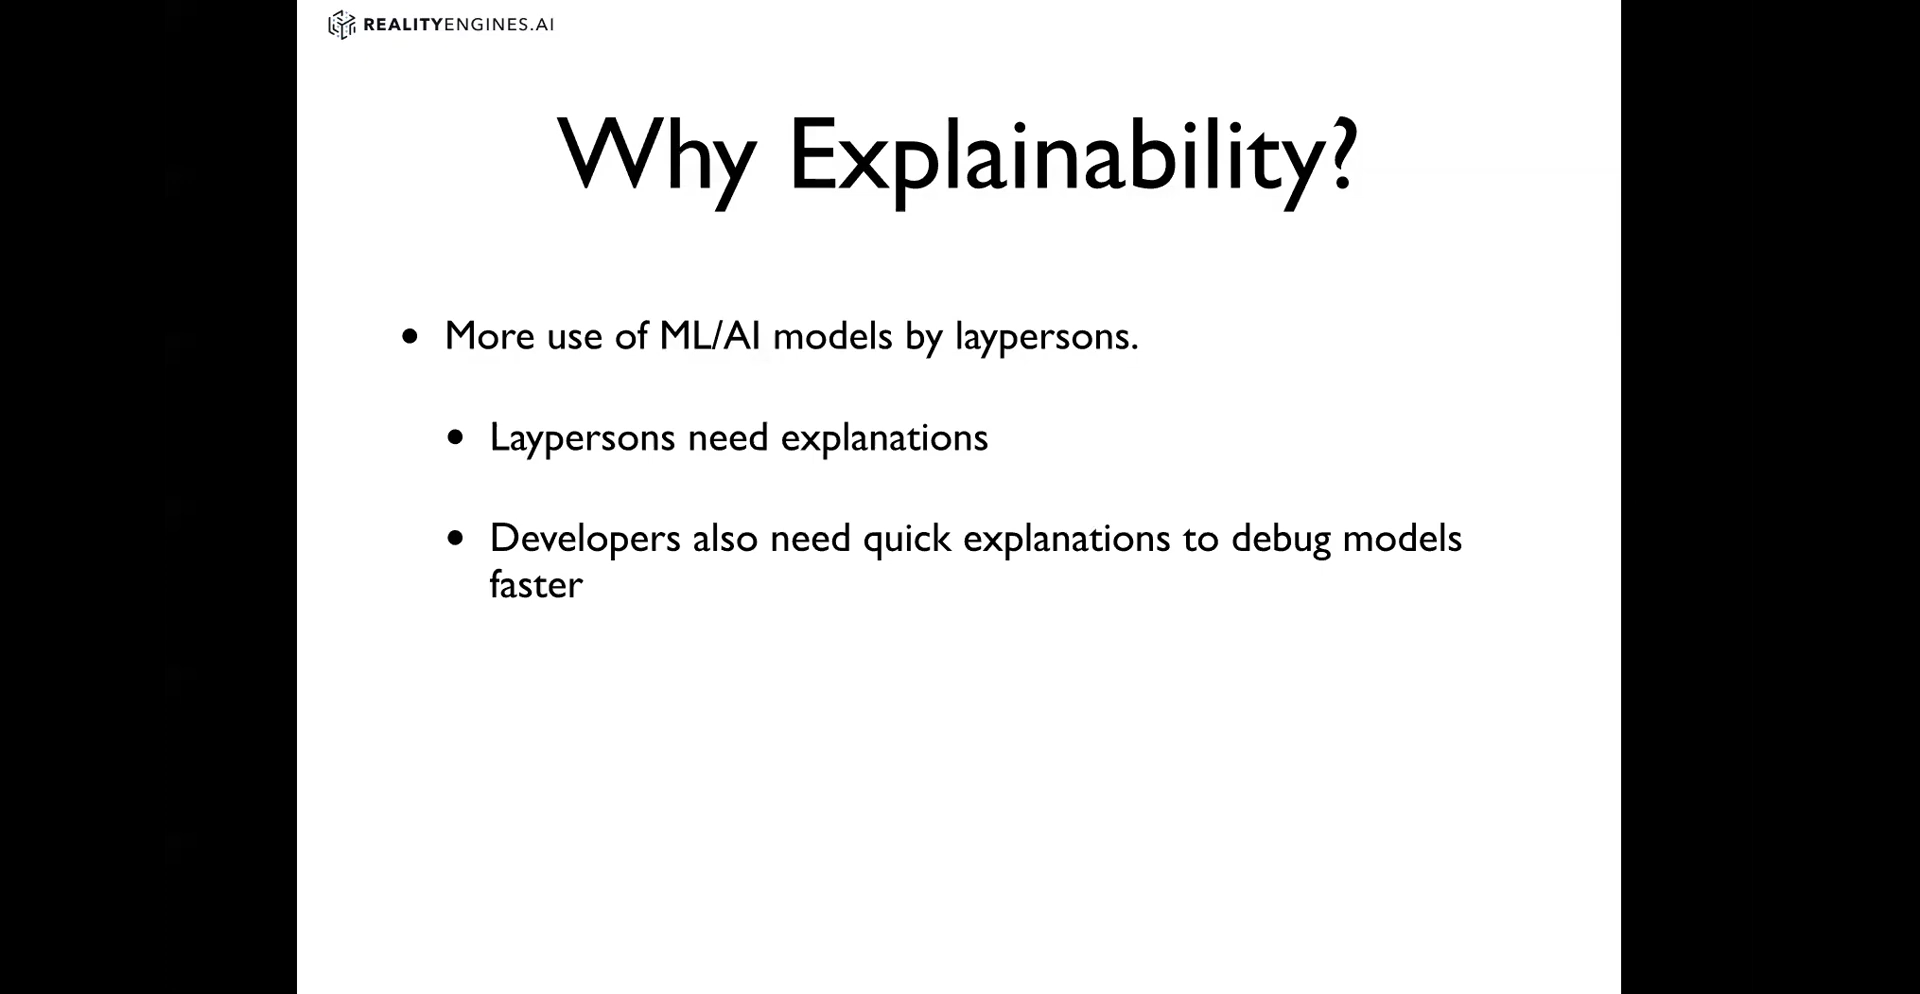 REALITYENGINES.AI
Why Explainability?
• More use of ML/AI models by laypersons.
• Laypersons need explanations
• Developers also need quick explanations to debug models
faster